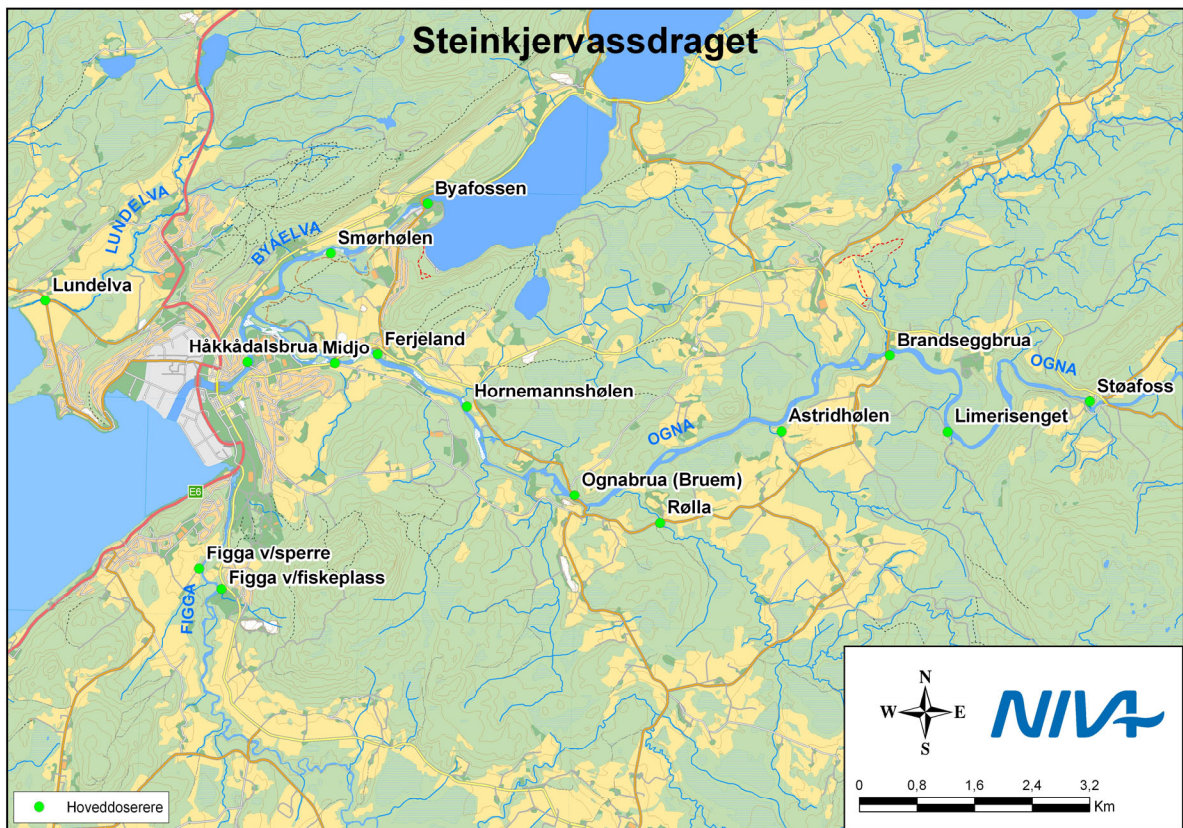 Steinkjervassdraget
Byafossen
LUNDELVA
BYAELVA
Smørhølen
Lundelva
Håkkådalsbrua
Midjo
Ferjeland
Brandseggbrua
OGNA
Støafoss
Hornemannshølen
Astridhølen
Limerisenget
OGNA
Ognabrua (Bruem)
E6
Rølla
Figga v/sperre
Figga v/fiskeplass
FIGGA
N
W
E
S
NIVA
0 0,8 1,6 2,4 3,2
Km
Hoveddoserere